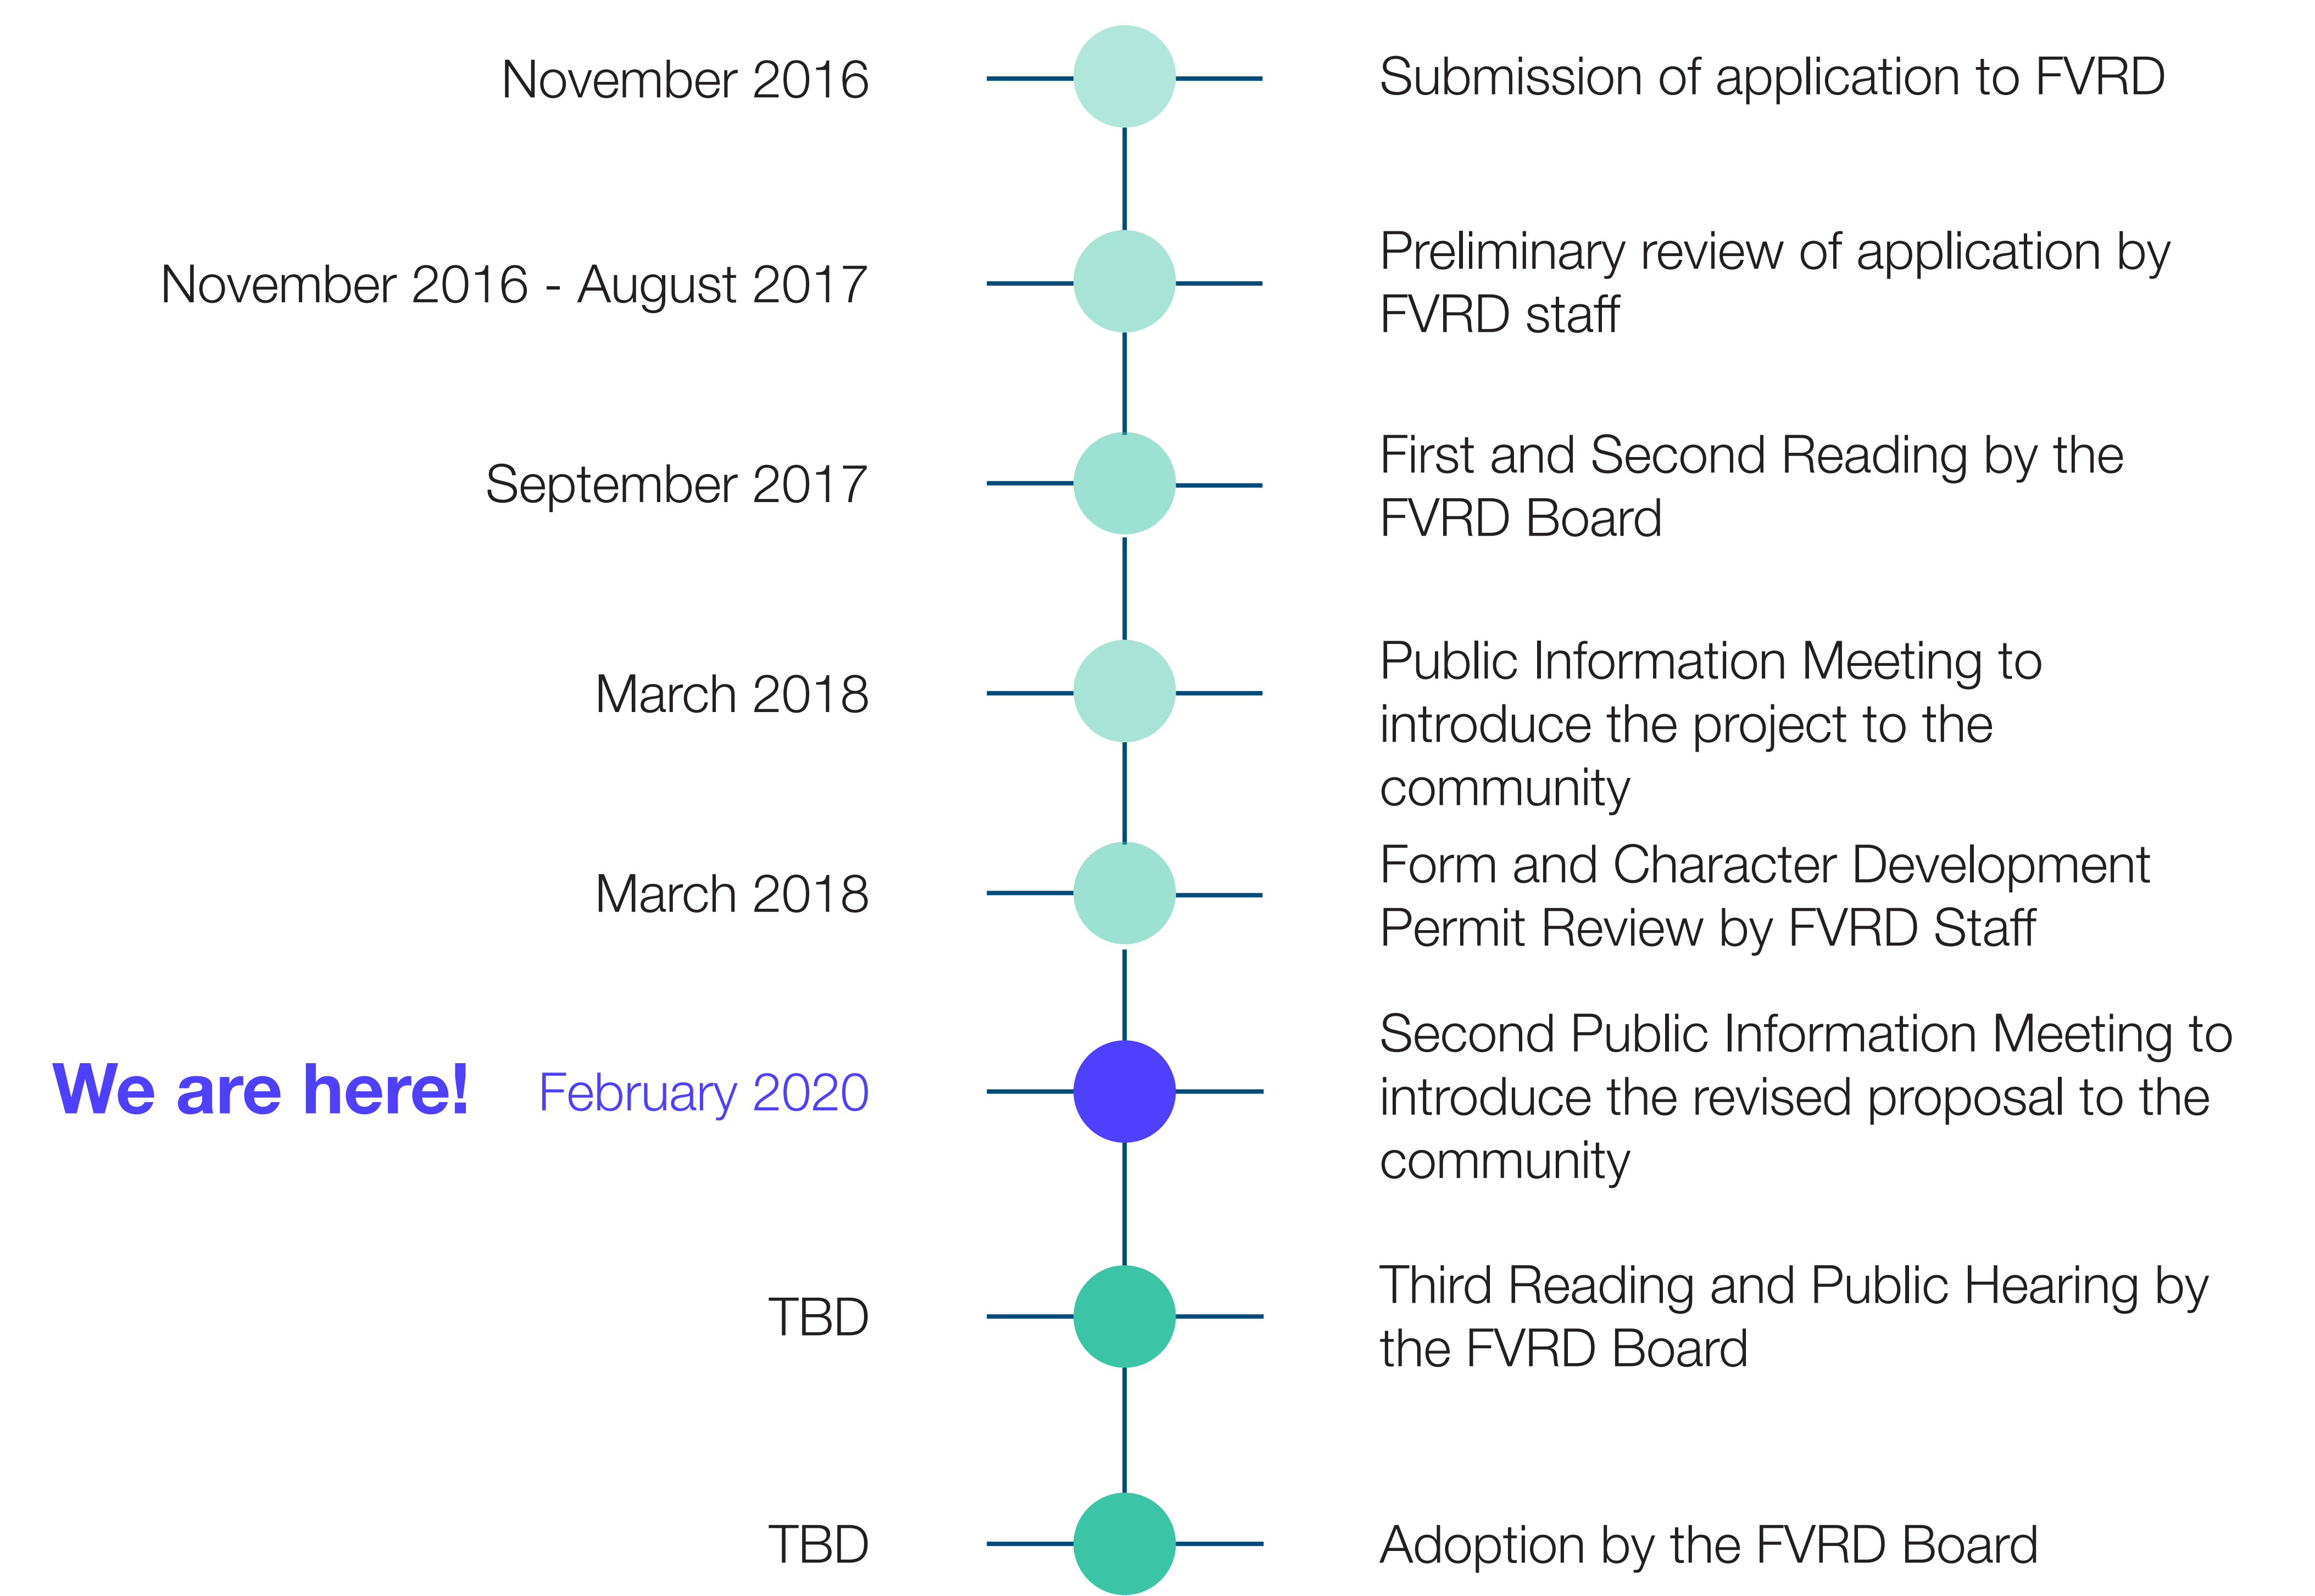 November 2016
Submission of application to FVRD
November 2016 - August 2017
Preliminary review of application by
FVRD staff
September 2017
First and Second Reading by the
FVRD Board
March 2018
Public Information Meeting to
introduce the project to the
community
March 2018
Form and Character Development
Permit Review by FVRD Staff
We are here! February 2020
Second Public Information Meeting to
introduce the revised proposal to the
community
TBD
Third Reading and Public Hearing by
the FVRD Board
TBD
Adoption by the FVRD Board